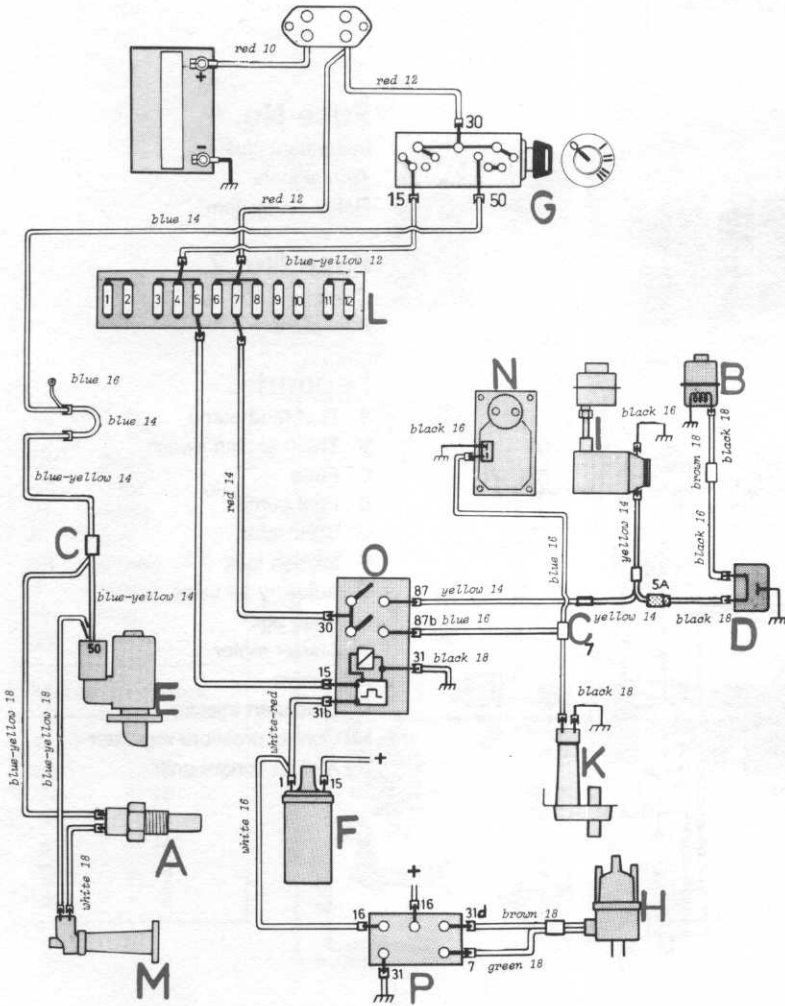 red 10
+
-
red 12
30
G
15
50
blue 14
red 12
blue-yellow 12
1 2 3 4 5 6 7 8 9 10 11 12
L
blue 16
blue 14
blue-yellow 14
C
blue-yellow 14
50
E
blue-yellow 18
blue-yellow 18
A
white 18
M
red 14
N
black 16
blue 16
I
black 16
yellow 14
B
brown 18
black 18
black 16
5A
black 18
D
O
87 yellow 14
yellow 14
87b blue 16
30
C
31 black 18
15
31b
white-red
black 18
K
1
15
+
F
white 16
+
16
16
31d brown 18
H
7 green 18
31
P